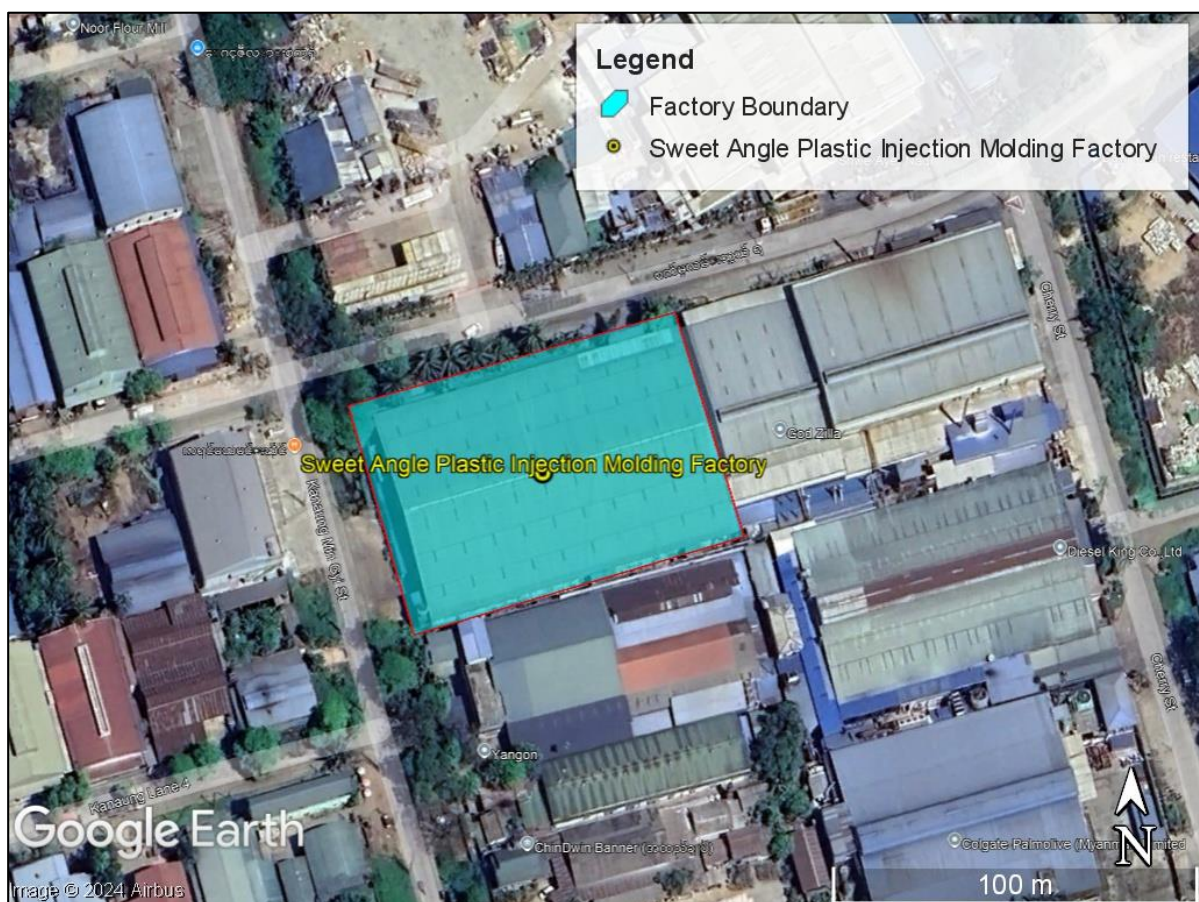 Noor Flour Mill
Legend
Factory Boundary
Sweet Angle Plastic Injection Molding Factory
Cherry St
God Zilla
Sweet Angle Plastic Injection Molding Factory
Kanaung Min Gyi St
Diesel King Co.,Ltd
Cherry St
Yangon
Kanaung Lane 4
Google Earth
ChinDwin Banner
Colgate Palmolive (Myanm
imited
N
100 m
Image © 2024 Airbus